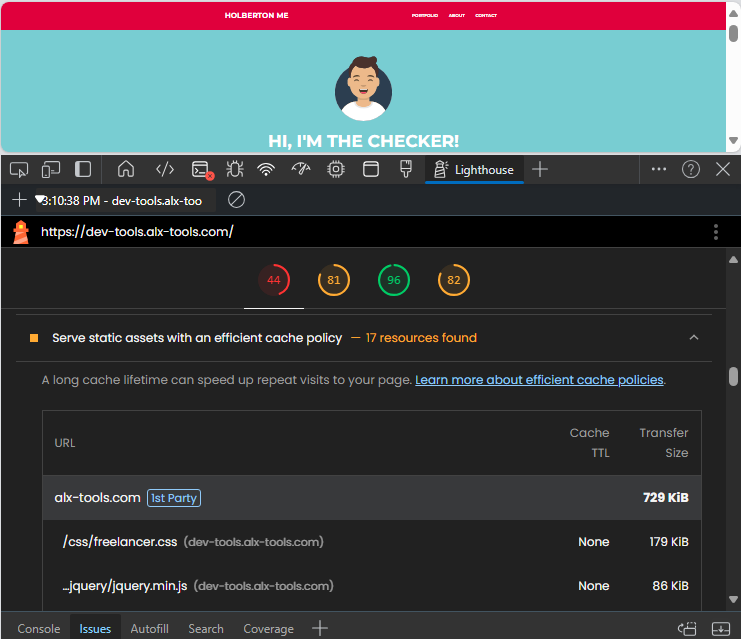 HOLBERTON ME
PORTFOLIO ABOUT CONTACT
HI, I'M THE CHECKER!
Lighthouse
3:10:38 PM - dev-tools.alx-too
https://dev-tools.alx-tools.com/
44 81 96 82
Serve static assets with an efficient cache policy — 17 resources found
A long cache lifetime can speed up repeat visits to your page. Learn more about efficient cache policies.
URL
Cache TTL
Transfer Size
alx-tools.com 1st Party 729 KiB
/css/freelancer.css (dev-tools.alx-tools.com) None 179 KiB
…jquery/jquery.min.js (dev-tools.alx-tools.com) None 86 KiB
Console Issues Autofill Search Coverage